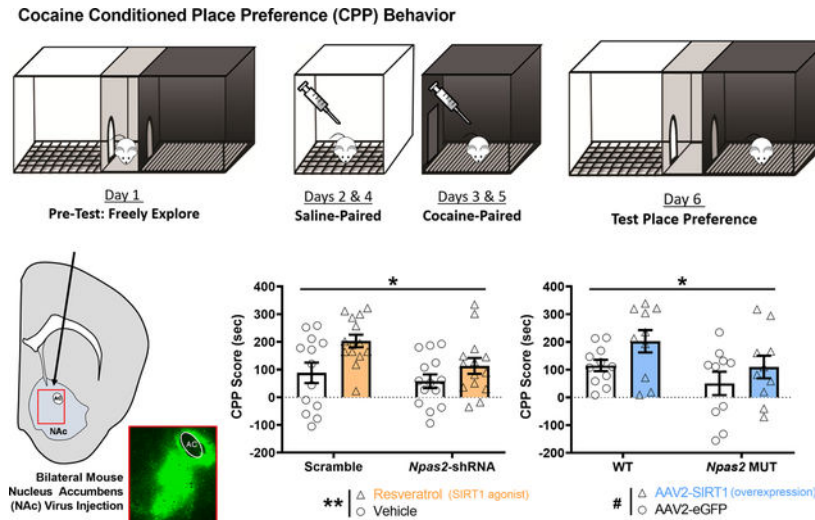 Cocaine Conditioned Place Preference (CPP) Behavior
Day 1
Pre-Test: Freely Explore
Days 2 & 4
Saline-Paired
Days 3 & 5
Cocaine-Paired
Day 6
Test Place Preference
AC
NAc
Bilateral Mouse
Nucleus Accumbens
(NAc) Virus Injection
AC
CPP Score (sec)
400
300
200
100
0
-100
-200
*
Scramble
Npas2-shRNA
**
Resveratrol (SIRT1 agonist)
Vehicle
CPP Score (sec)
400
300
200
100
0
-100
-200
*
WT
Npas2 MUT
#
AAV2-SIRT1 (overexpression)
AAV2-eGFP